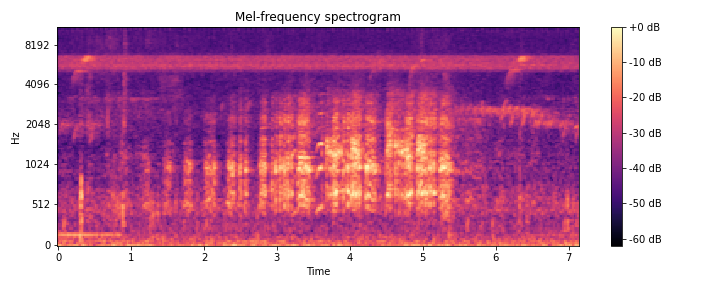 Mel-frequency spectrogram
Hz
8192
4096
2048
1024
512
0
0 1 2 3 4 5 6 7
Time
+0 dB
-10 dB
-20 dB
-30 dB
-40 dB
-50 dB
-60 dB